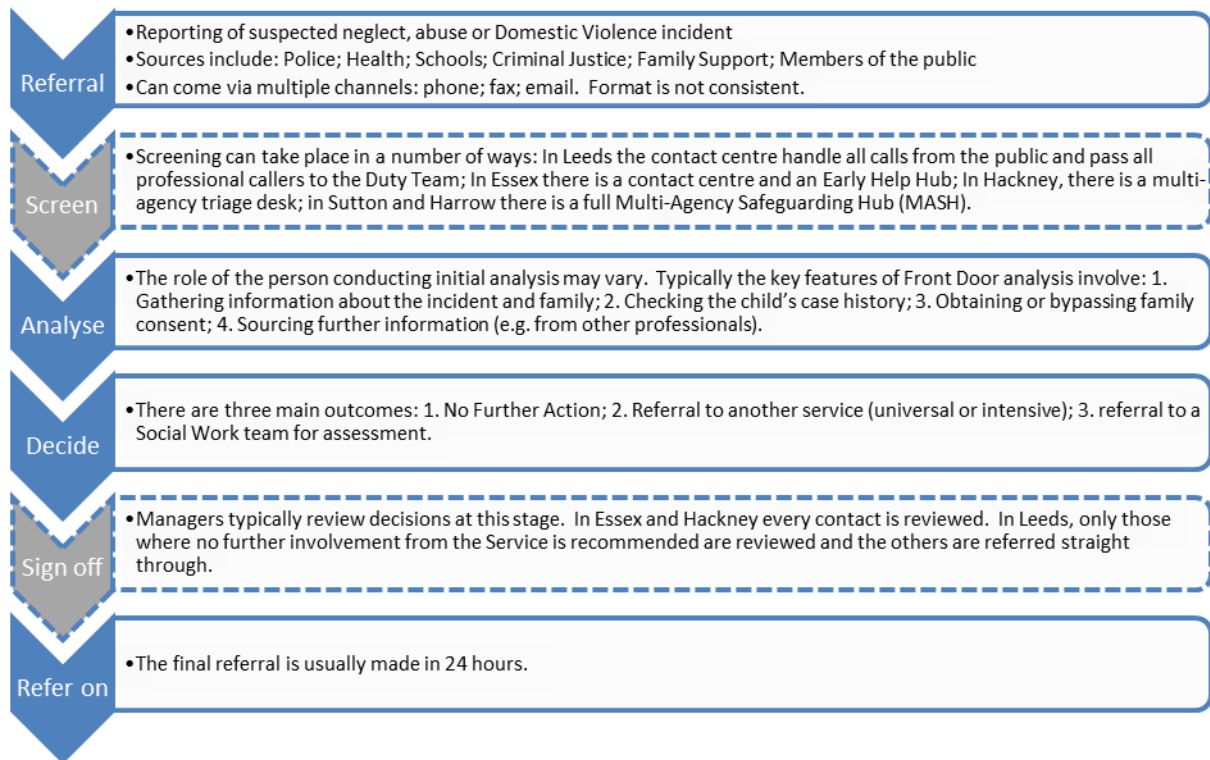 Referral
•Reporting of suspected neglect, abuse or Domestic Violence incident
•Sources include: Police; Health; Schools; Criminal Justice; Family Support; Members of the public
•Can come via multiple channels: phone; fax; email. Format is not consistent.
Screen
•Screening can take place in a number of ways: In Leeds the contact centre handle all calls from the public and pass all
professional callers to the Duty Team; In Essex there is a contact centre and an Early Help Hub; In Hackney, there is a multi-
agency triage desk; in Sutton and Harrow there is a full Multi-Agency Safeguarding Hub (MASH).
Analyse
•The role of the person conducting initial analysis may vary. Typically the key features of Front Door analysis involve: 1.
Gathering information about the incident and family; 2. Checking the child’s case history; 3. Obtaining or bypassing family
consent; 4. Sourcing further information (e.g. from other professionals).
Decide
•There are three main outcomes: 1. No Further Action; 2. Referral to another service (universal or intensive); 3. referral to a
Social Work team for assessment.
Sign off
•Managers typically review decisions at this stage. In Essex and Hackney every contact is reviewed. In Leeds, only those
where no further involvement from the Service is recommended are reviewed and the others are referred straight
through.
Refer on
•The final referral is usually made in 24 hours.